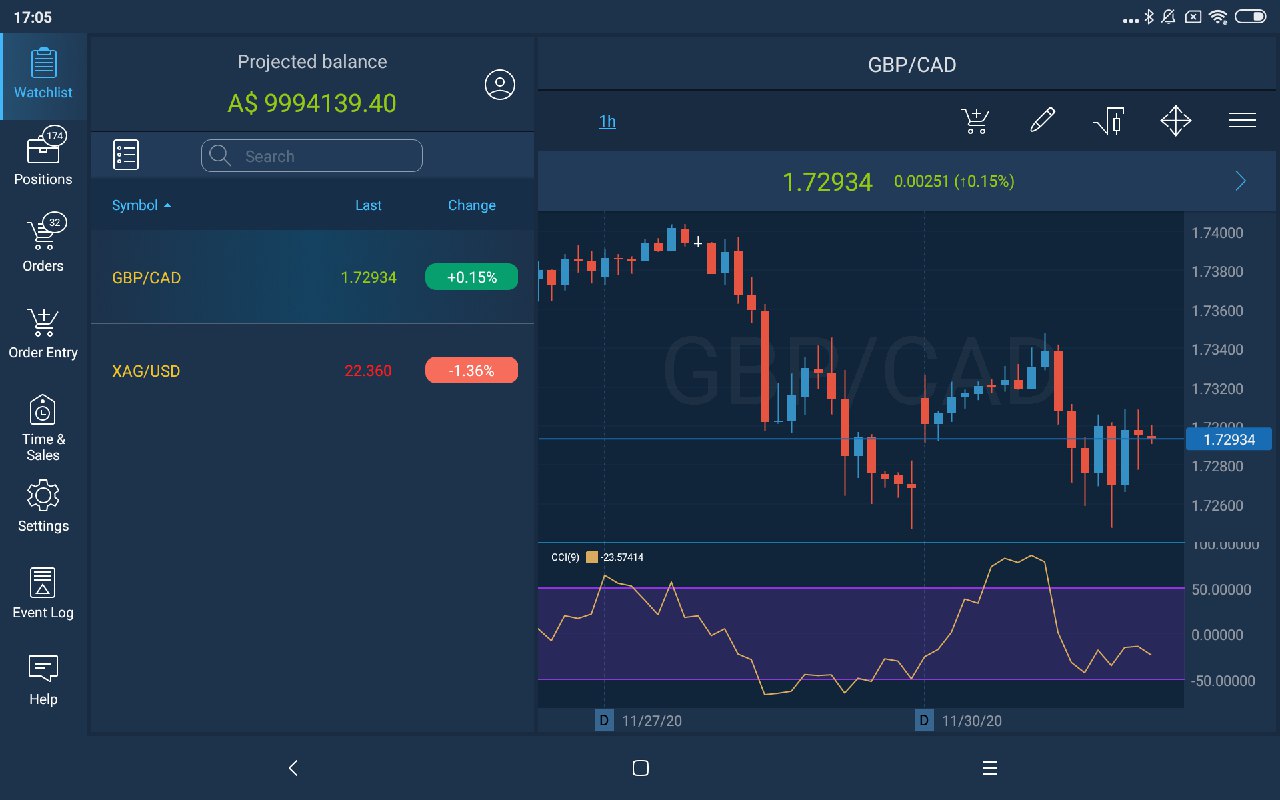 17:05
Watchlist
174
Positions
32
Orders
Order Entry
Time &
Sales
Settings
Event Log
Help
Projected balance
A$ 9994139.40
Search
Symbol Last Change
GBP/CAD 1.72934 +0.15%
XAG/USD 22.360 -1.36%
GBP/CAD
1h
1.72934 0.00251 (↑0.15%)
GBP/CAD
1.74000
1.73800
1.73600
1.73400
1.73200
1.72000
1.72934
1.72800
1.72600
CCI(9) -23.57414
100.00000
50.00000
0.00000
-50.00000
D 11/27/20 D 11/30/20